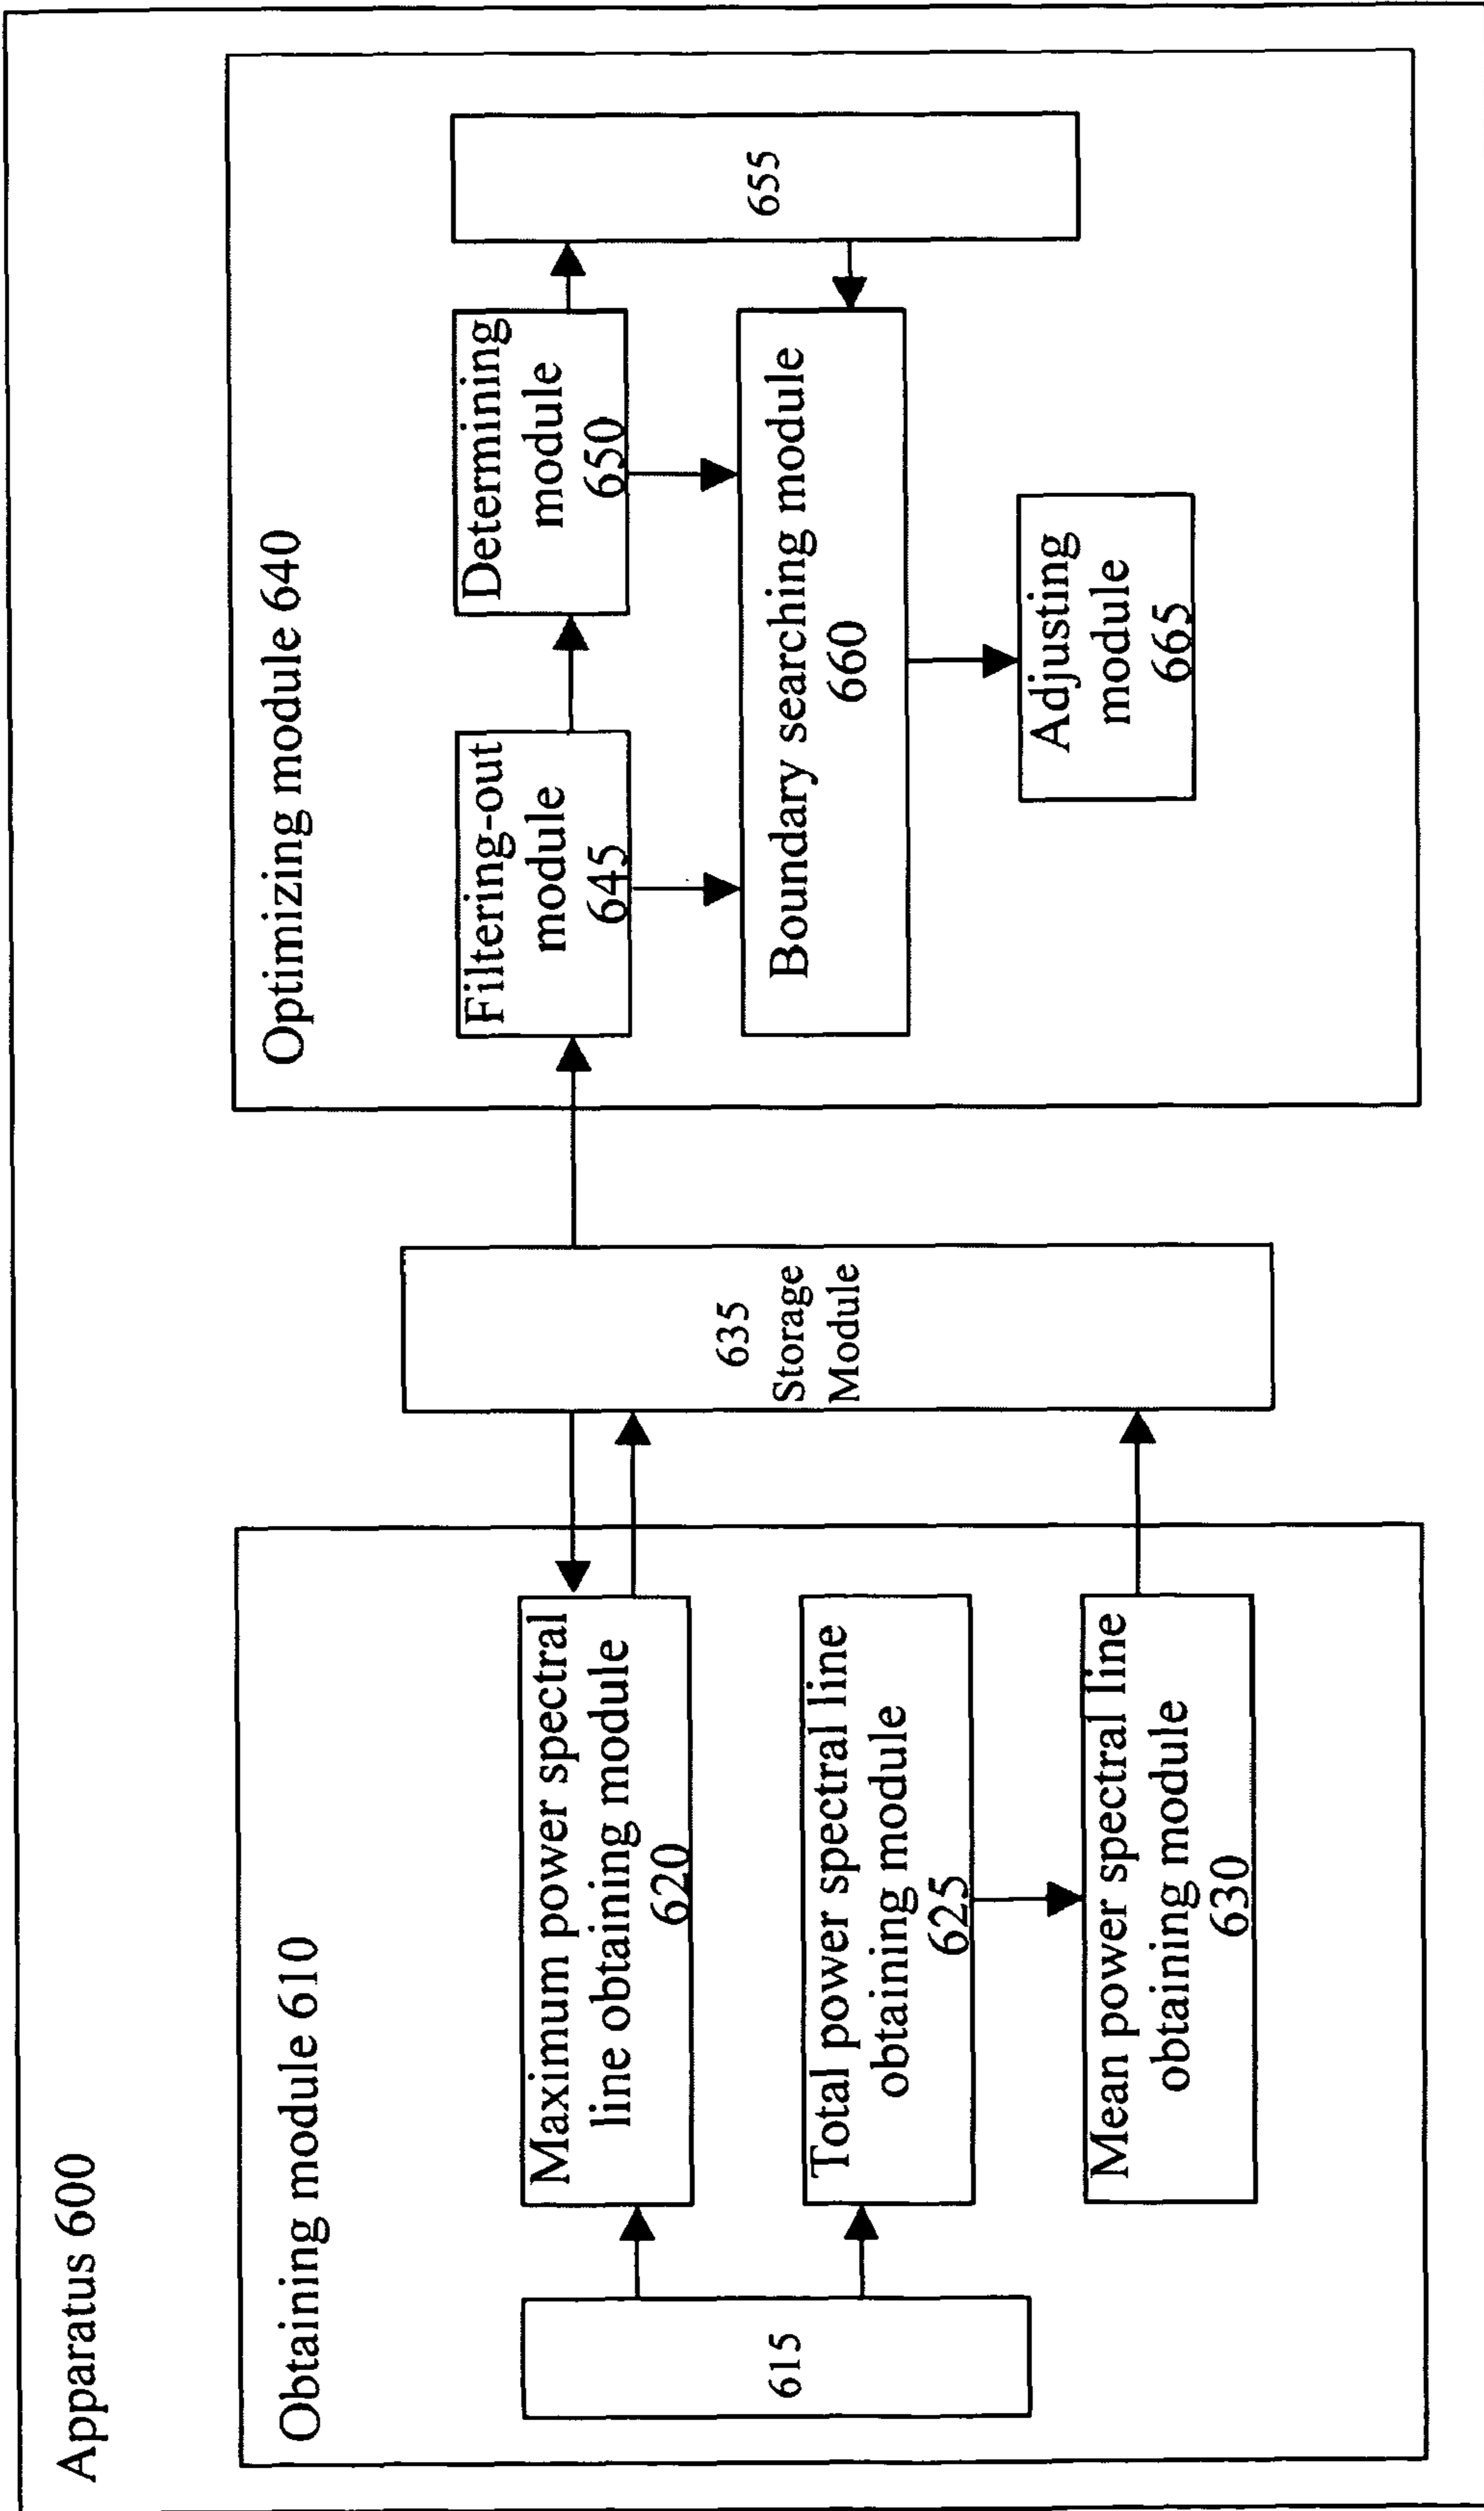 Apparatus 600
Obtaining module 610
615
Maximum power spectral
line obtaining module
620
Total power spectral line
obtaining module
625
Mean power spectral line
obtaining module
630
635
Storage
Module
Optimizing module 640
Filtering-out
module
645
Determining
module
650
655
Boundary searching module
660
Adjusting
module
665